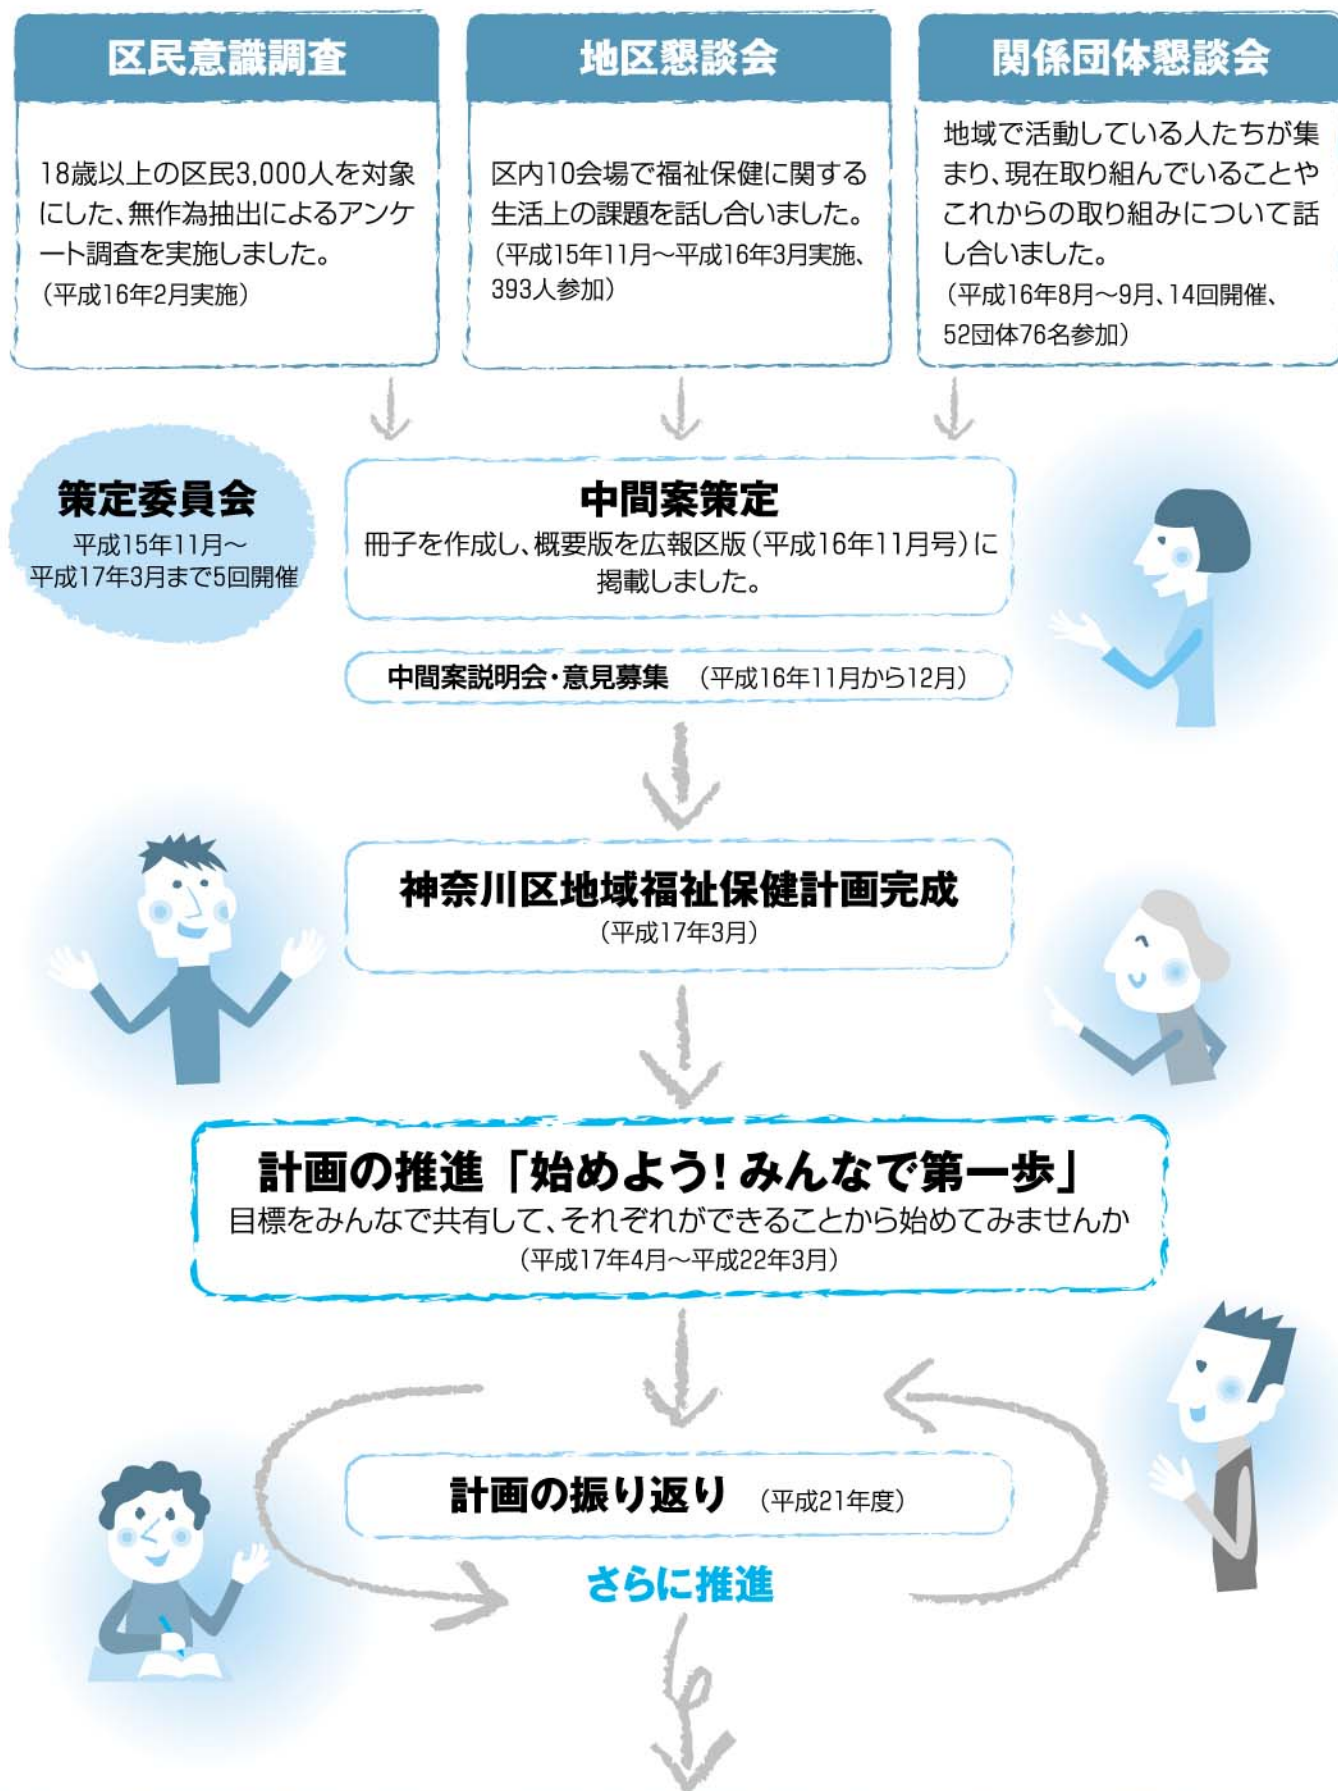 区民意識調査
18歳以上の区民3,000人を対象
にした、無作為抽出によるアンケ
ート調査を実施しました。
（平成16年2月実施）
地区懇談会
区内10会場で福祉保健に関する
生活上の課題を話し合いました。
（平成15年11月～平成16年3月実施、
393人参加）
関係団体懇談会
地域で活動している人たちが集
まり、現在取り組んでいることや
これからの取り組みについて話
し合いました。
（平成16年8月～9月、14回開催、
52団体76名参加）
策定委員会
平成15年11月～
平成17年3月まで5回開催
中間案策定
冊子を作成し、概要版を広報区版（平成16年11月号）に
掲載しました。
中間案説明会・意見募集　（平成16年11月から12月）
神奈川区地域福祉保健計画完成
（平成17年3月）
計画の推進「始めよう！みんなで第一歩」
目標をみんなで共有して、それぞれができることから始めてみませんか
（平成17年4月～平成22年3月）
計画の振り返り　（平成21年度）
さらに推進